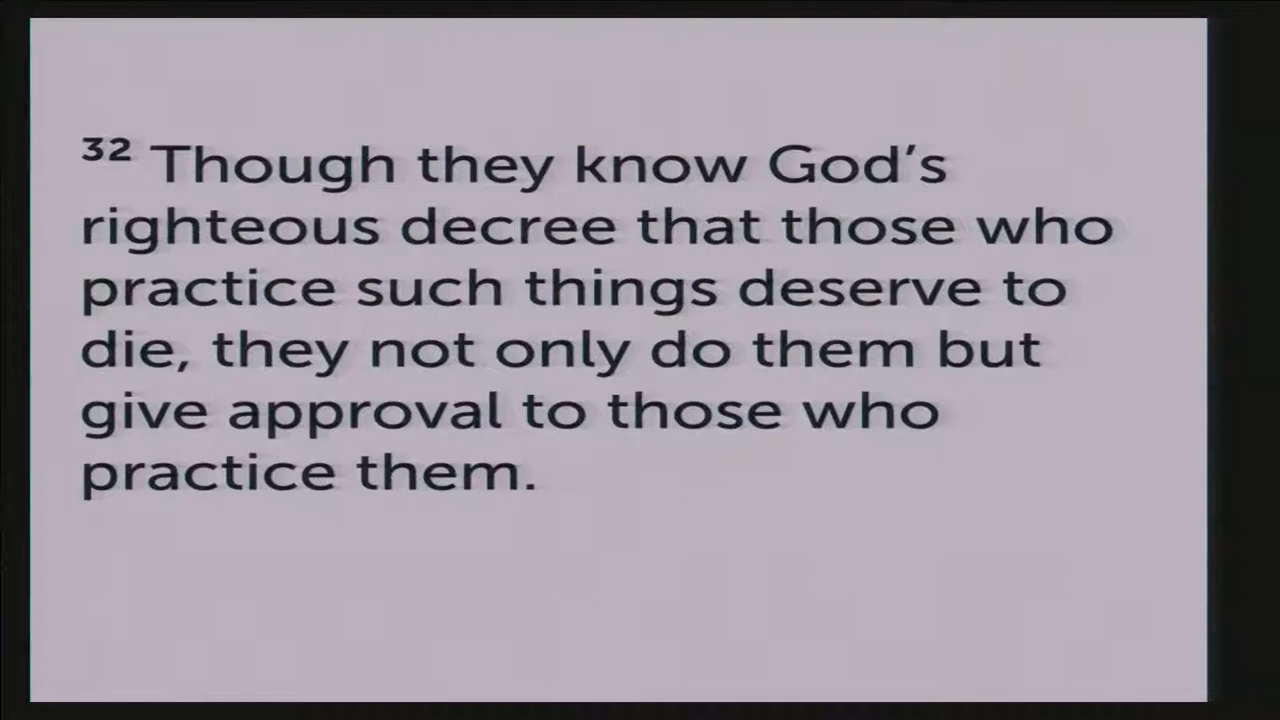 32 Though they know God's
righteous decree that those who
practice such things deserve to
die, they not only do them but
give approval to those who
practice them.